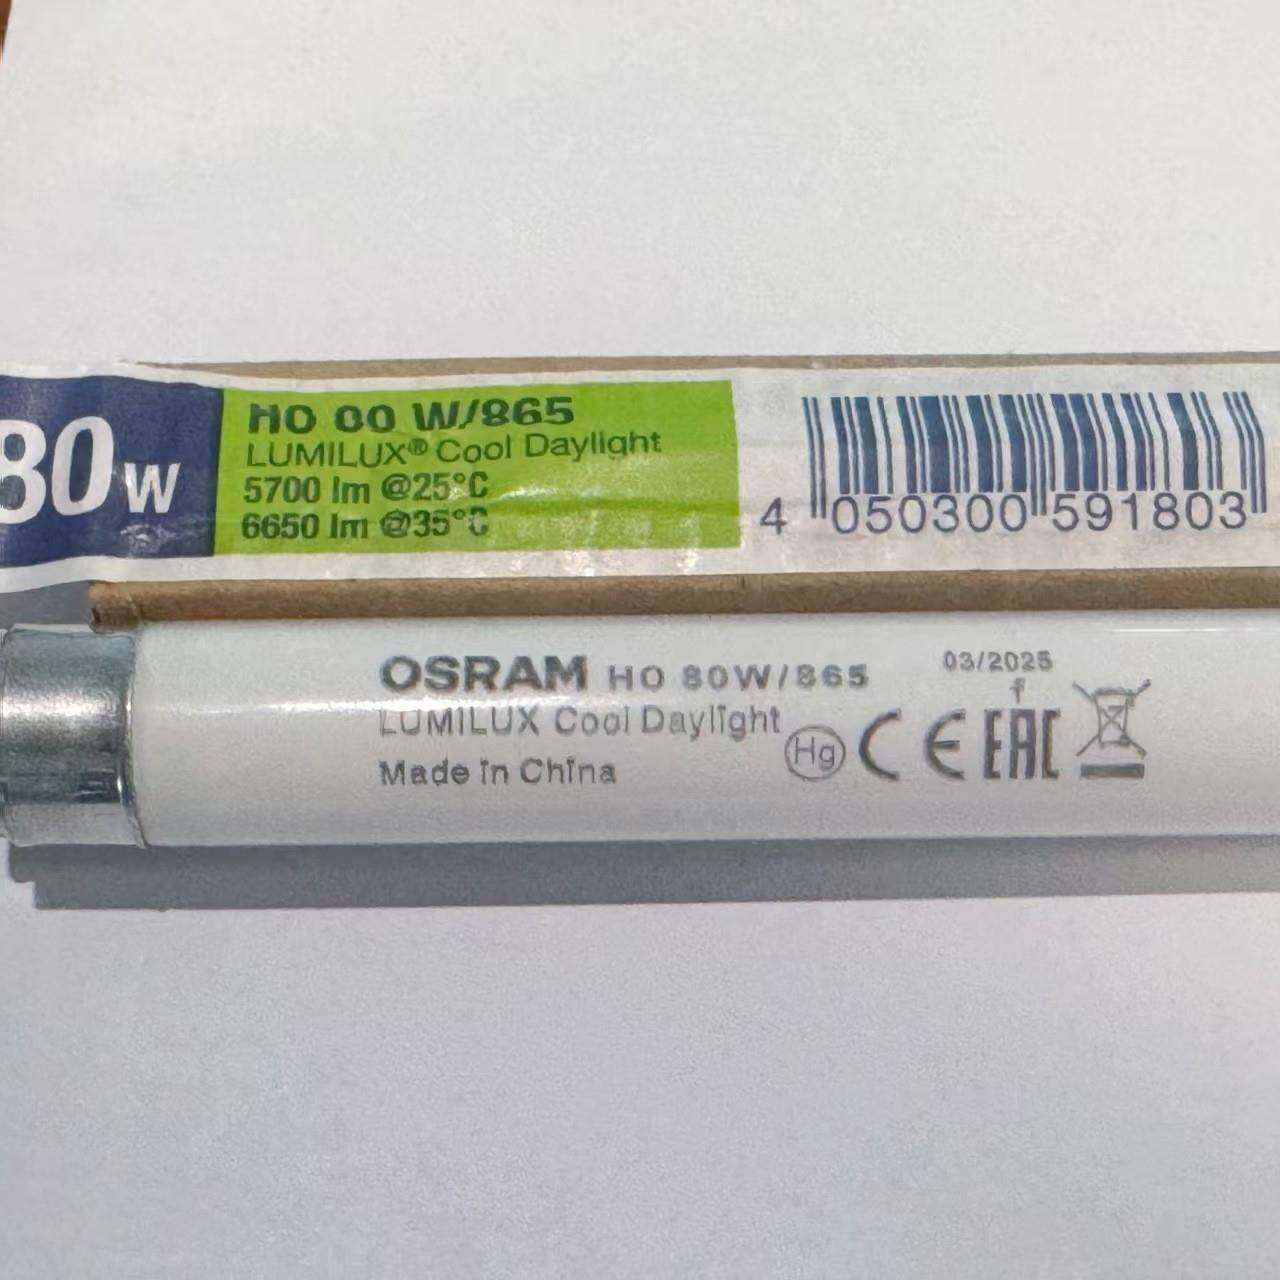 80W
HO 80 W/865
LUMILUX® Cool Daylight
5700 lm @25°C
6650 lm @35°C
4 050300 591803
OSRAM HO 80W/865
LUMILUX Cool Daylight
Made in China
03/2025
f
Hg CE EAC